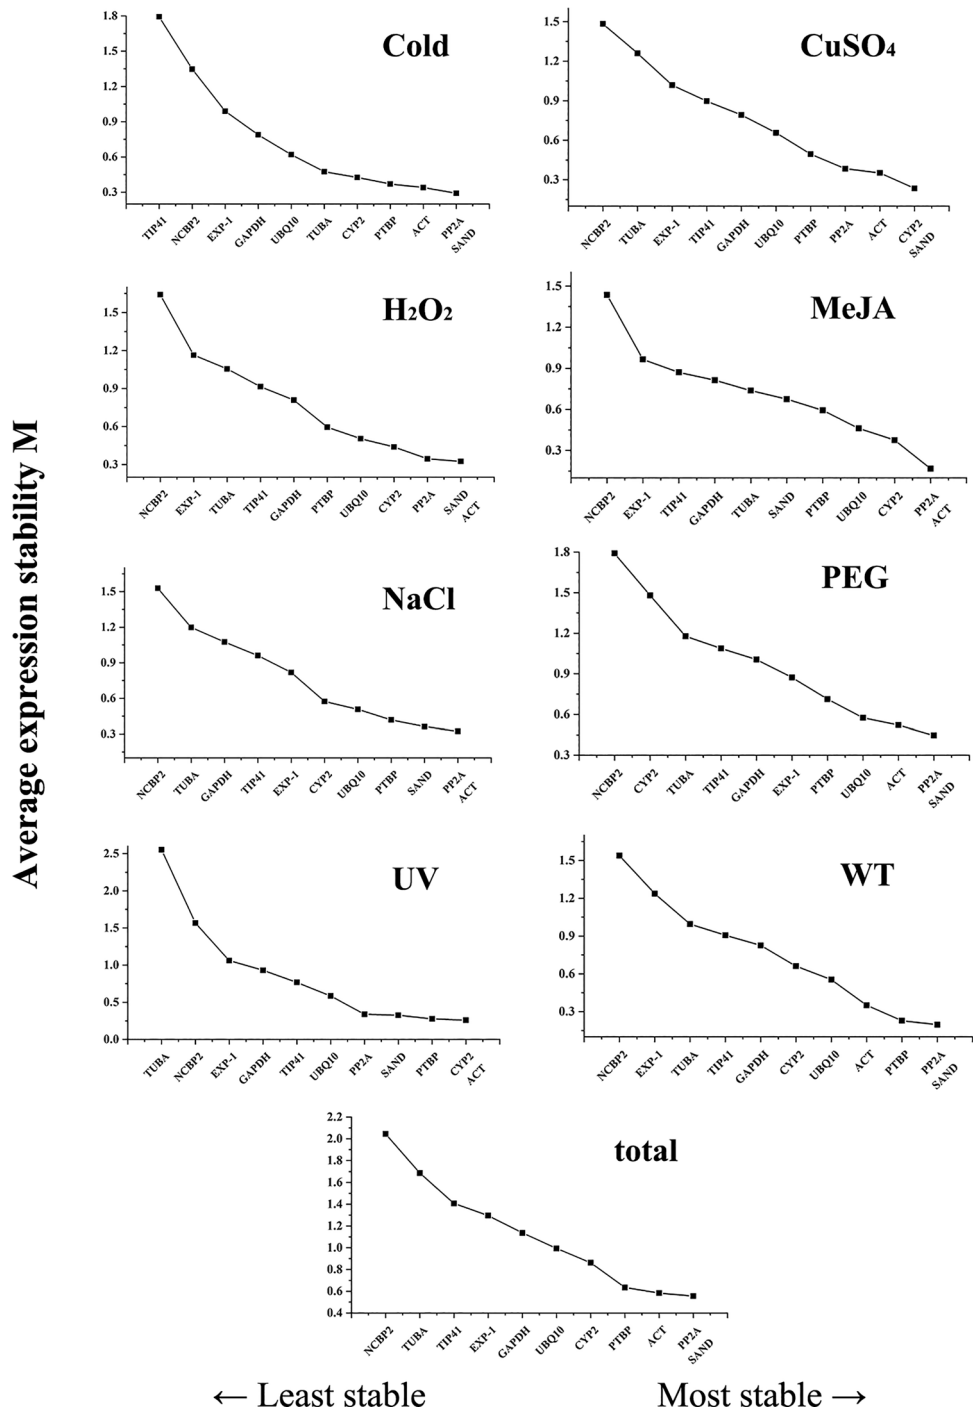 Average expression stability M
Cold
1.8
1.5
1.2
0.9
0.6
0.3
TIP41 NCBP2 EXP-1 GAPDH UBQ10 TUBA CYP2 PTBP ACT PP2A SAND
CuSO4
1.5
1.2
0.9
0.6
0.3
NCBP2 TUBA EXP-1 TIP41 GAPDH UBQ10 PTBP PP2A ACT CYP2 SAND
H2O2
1.5
1.2
0.9
0.6
0.3
NCBP2 EXP-1 TUBA TIP41 GAPDH PTBP UBQ10 CYP2 PP2A SAND ACT
MeJA
1.5
1.2
0.9
0.6
0.3
NCBP2 EXP-1 TIP41 GAPDH TUBA SAND PTBP UBQ10 CYP2 PP2A ACT
NaCl
1.5
1.2
0.9
0.6
0.3
NCBP2 TUBA GAPDH TIP41 EXP-1 CYP2 UBQ10 PTBP SAND PP2A ACT
PEG
1.8
1.5
1.2
0.9
0.6
0.3
NCBP2 CYP2 TUBA TIP41 GAPDH EXP-1 PTBP UBQ10 ACT PP2A SAND
UV
2.5
2.0
1.5
1.0
0.5
0.0
TUBA NCBP2 EXP-1 GAPDH TIP41 UBQ10 PP2A SAND PTBP CYP2 ACT
WT
1.5
1.2
0.9
0.6
0.3
NCBP2 EXP-1 TUBA TIP41 GAPDH CYP2 UBQ10 ACT PTBP PP2A SAND
total
2.2
2.0
1.8
1.6
1.4
1.2
1.0
0.8
0.6
0.4
NCBP2 TUBA TIP41 EXP-1 GAPDH UBQ10 CYP2 PTBP ACT PP2A SAND
← Least stable Most stable →